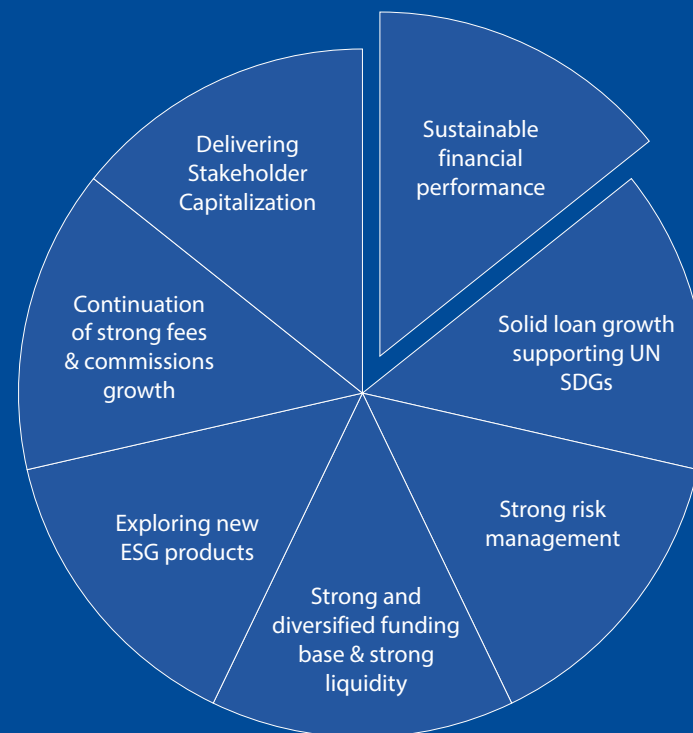 Sustainable
financial
performance
Solid loan growth
supporting UN
SDGs
Strong risk
management
Strong and
diversified funding
base & strong
liquidity
Exploring new
ESG products
Continuation
of strong fees
& commissions
growth
Delivering
Stakeholder
Capitalization